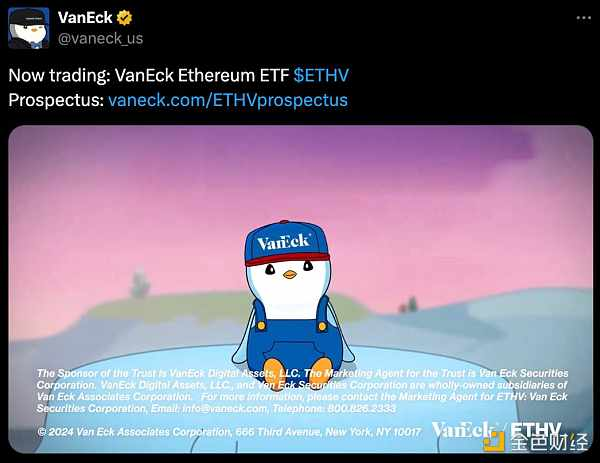 VanEck
@vaneck_us
Now trading: VanEck Ethereum ETF $ETHV
Prospectus: vaneck.com/ETHVprospectus
VanEck
The Sponsor of the Trust is VanEck Digital Assets, LLC. The Marketing Agent for the Trust is Van Eck Securities
Corporation. VanEck Digital Assets, LLC., and Van Eck Securities Corporation are wholly-owned subsidiaries of
Van Eck Associates Corporation. For more information, please contact the Marketing Agent for ETHV: Van Eck
Securities Corporation, Email: info@vaneck.com, Telephone: 800.826.2333
© 2024 Van Eck Associates Corporation, 666 Third Avenue, New York, NY 10017
VanEck / ETHV
金色财经